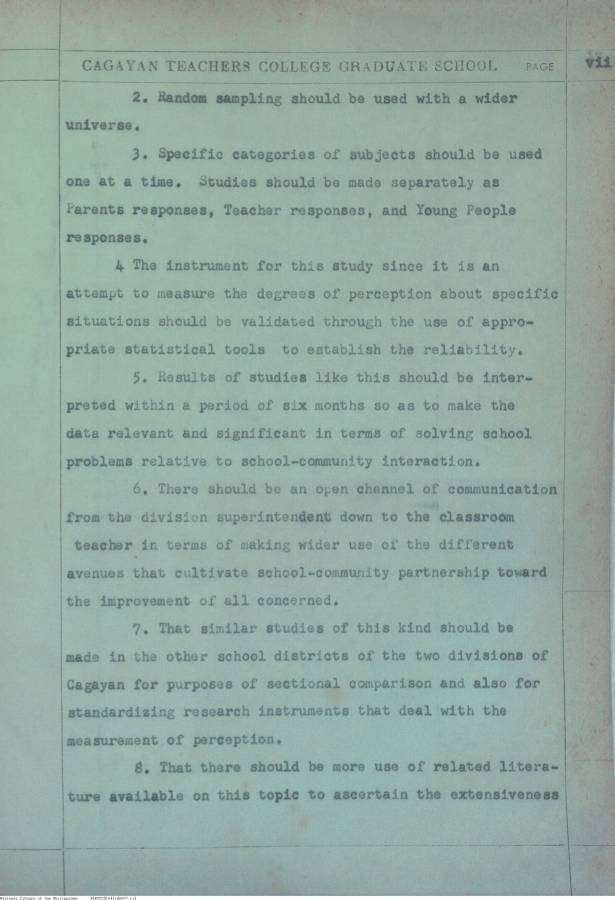 CAGAYAN TEACHERS COLLEGE GRADUATE SCHOOL PAGE vii
2. Random sampling should be used with a wider
universe.
3. Specific categories of subjects should be used
one at a time. Studies should be made separately as
Parents responses, Teacher responses, and Young People
responses.
4 The instrument for this study since it is an
attempt to measure the degrees of perception about specific
situations should be validated through the use of appro-
priate statistical tools to establish the reliability.
5. Results of studies like this should be inter-
preted within a period of six months so as to make the
data relevant and significant in terms of solving school
problems relative to school-community interaction.
6. There should be an open channel of communication
from the division superintendent down to the classroom
teacher in terms of making wider use of the different
avenues that cultivate school-community partnership toward
the improvement of all concerned.
7. That similar studies of this kind should be
made in the other school districts of the two divisions of
Cagayan for purposes of sectional comparison and also for
standardizing research instruments that deal with the
measurement of perception.
8. That there should be more use of related litera-
ture available on this topic to ascertain the extensiveness
National Library of the Philippines